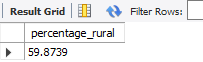 Result Grid Filter Rows:
percentage_rural
59.8739